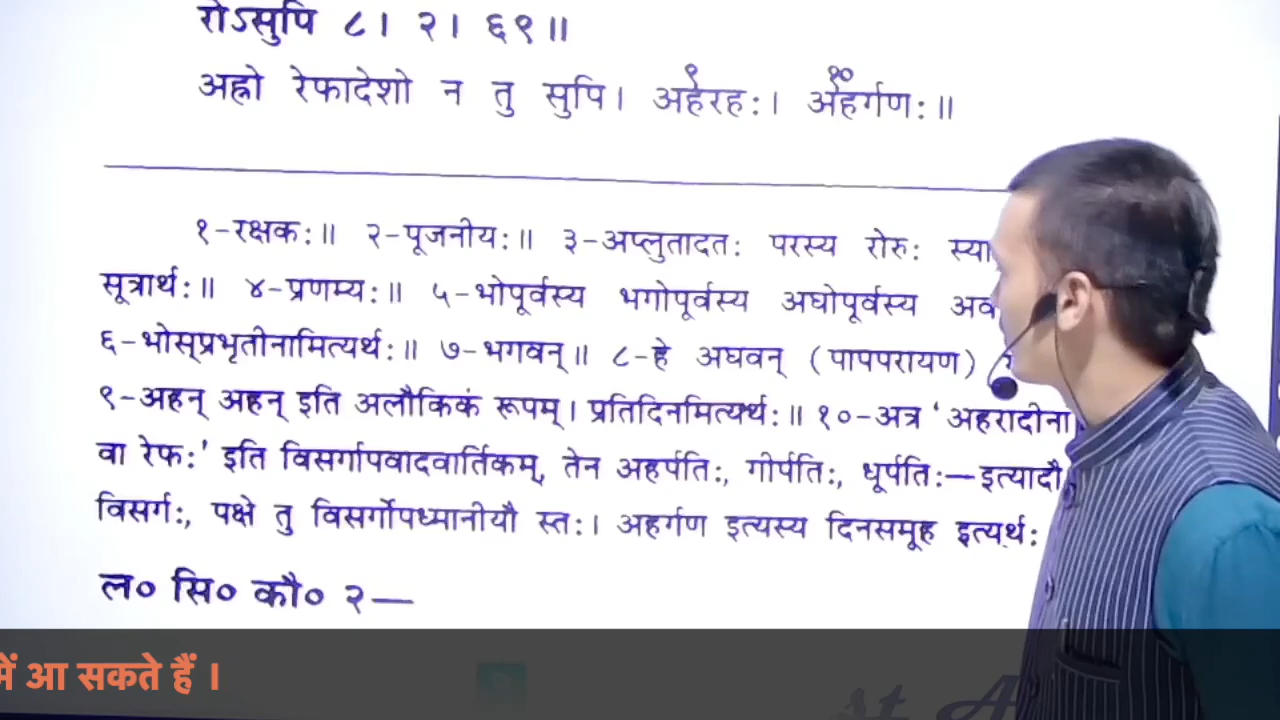 रोऽसुपि ८। २। ६९॥
अह्नो रेफादेशो न तु सुपि। अह॑रहः। अह॑र्गणः॥
१-रक्षकः॥ २-पूजनीयः॥ ३-अप्लुतादतः परस्य रोरुः
सूत्रार्थः॥ ४-प्रणम्यः॥ ५-भोपूर्वस्य भगोपूर्वस्य अघोपूर्वस्य
६-भोस्प्रभृतीनामित्यर्थः॥ ७-भगवन्॥ ८-हे अघवन् (पापपरायण)
९-अहन् अहन् इति अलौकिकं रूपम्। प्रतिदिनमित्यर्थः॥ १०-अत्र ‘अहरादीना
वा रेफः’ इति विसर्गापवादवार्तिकम्, तेन अहर्पतिः, गीर्पतिः, धूर्पतिः—इत्यादौ
विसर्गः, पक्षे तु विसर्गोपध्मानीयौ स्तः। अहर्गण इत्यस्य दिनसमूह इत्यर्थः
ल० सि० कौ० २—
में आ सकते हैं ।